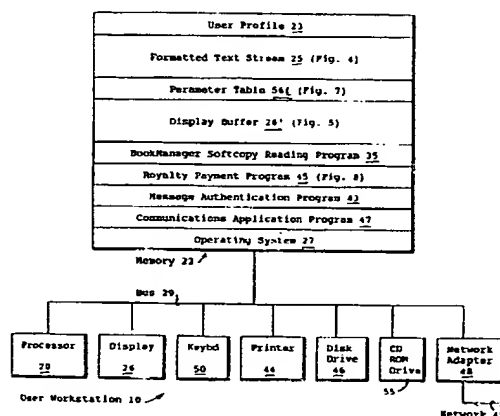 User Profile 23
Formatted Text Stream 25 (Fig. 4)
Parameter Table 56( (Fig. 7)
Display Buffer 26' (Fig. 5)
BookManager Softcopy Reading Program 35
Royalty Payment Program 45 (Fig. 8)
Message Authentication Program 43
Communications Application Program 47
Operating System 27
Memory 22
Bus 29
Processor 20
Display 26
Keybd 50
Printer 44
Disk Drive 46
CD ROM Drive 55
Network Adapter 48
User Workstation 10
Network